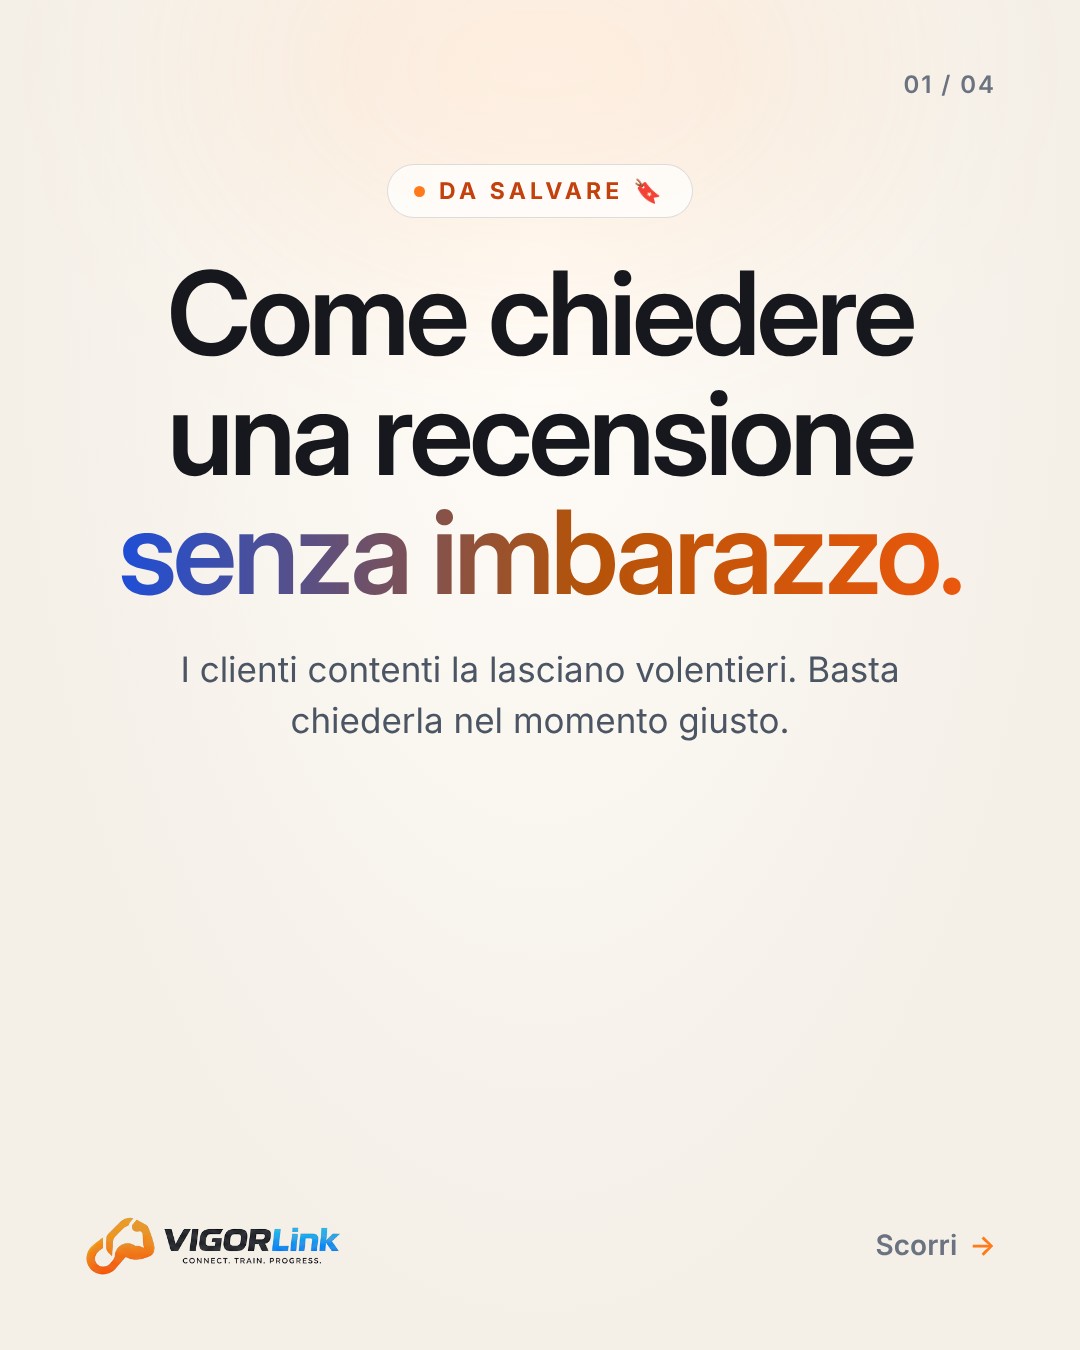 01 / 04
DA SALVARE 🔖
Come chiedere
una recensione
senza imbarazzo.
I clienti contenti la lasciano volentieri. Basta
chiederla nel momento giusto.
VIGORLink
CONNECT. TRAIN. PROGRESS.
Scorri →